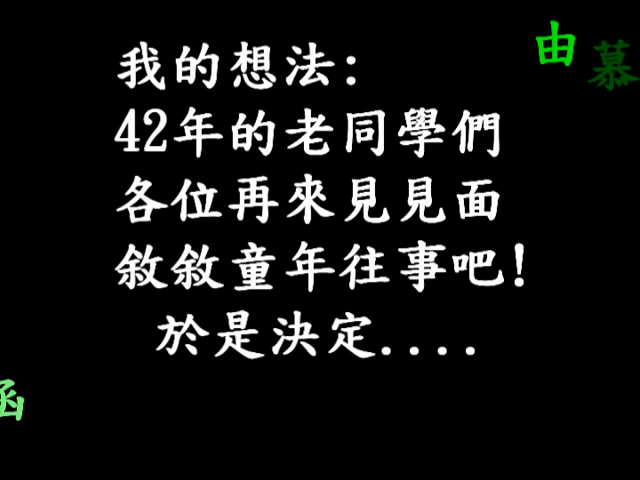 由慕
我的想法:
42年的老同學們
各位再來見見面
敘敘童年往事吧!
於是決定....
函